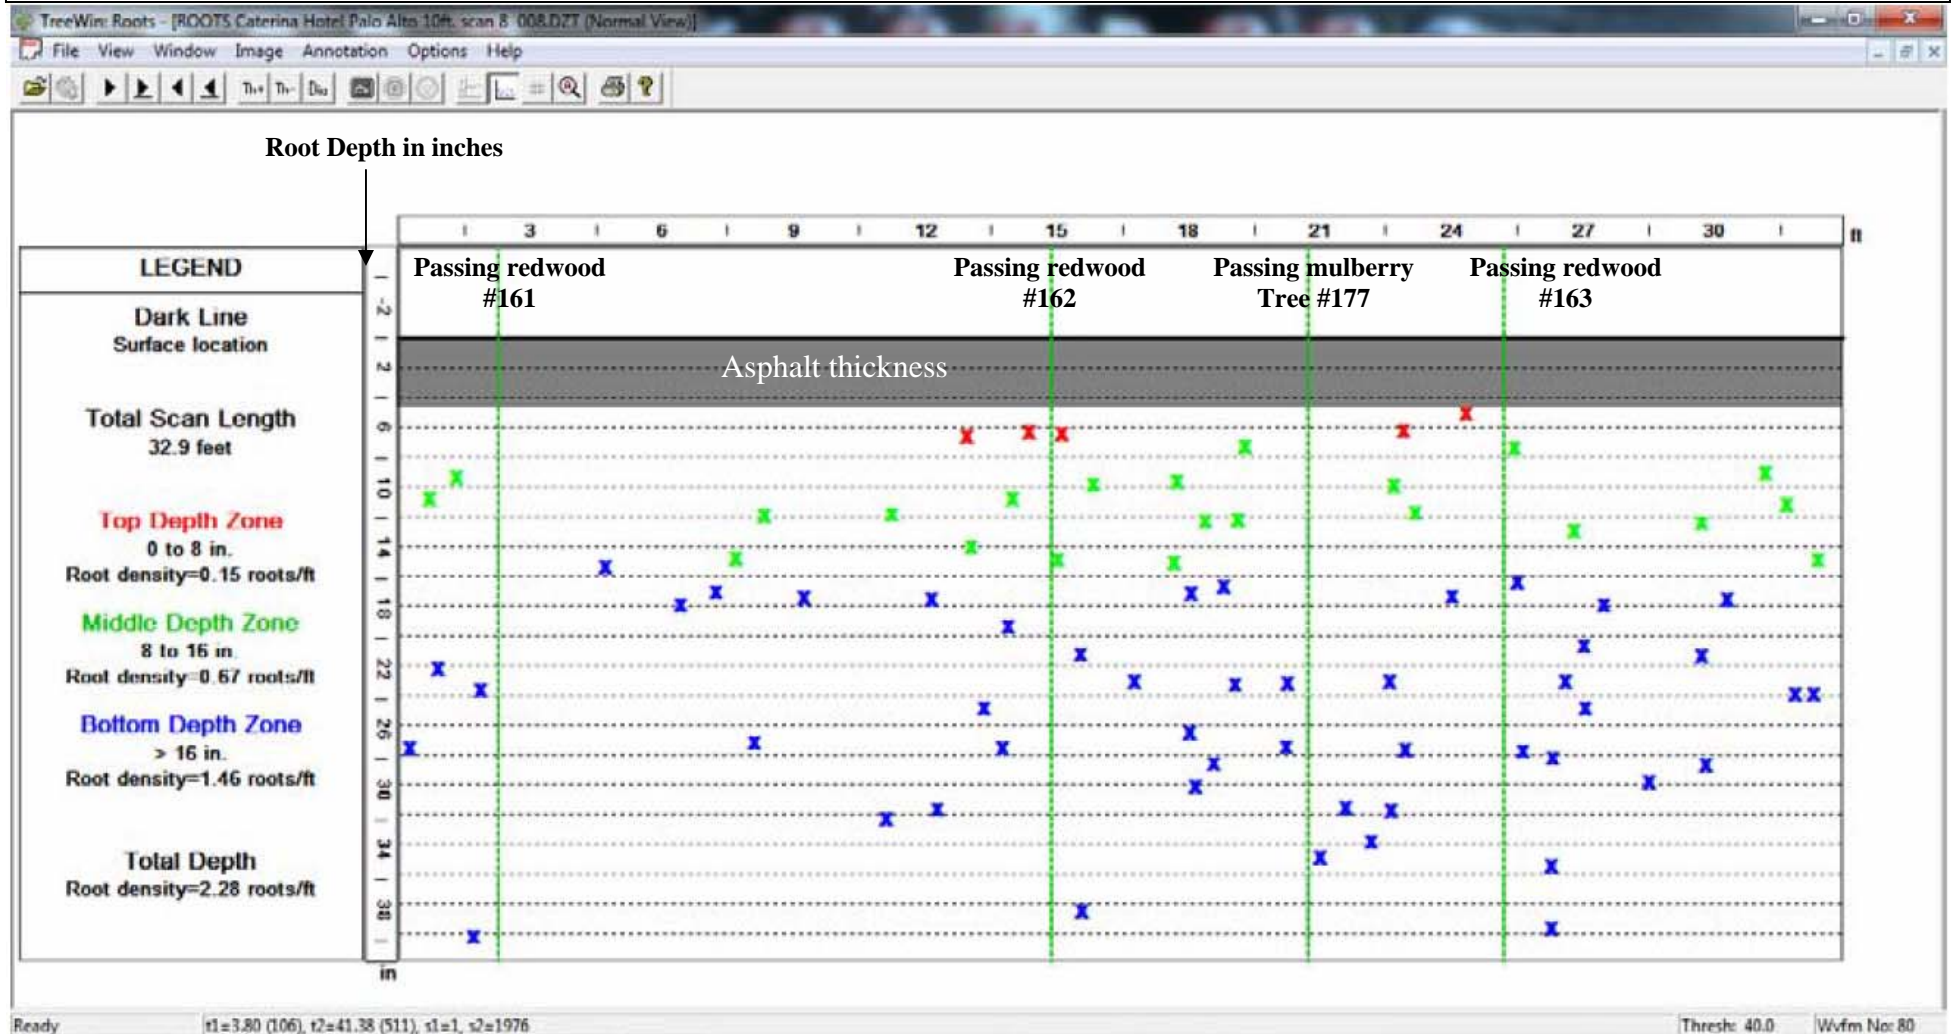 TreeWin: Roots - [ROOTS Caterina Hotel Palo Alto 10ft. scan 8 008.DZT (Normal View)]
File View Window Image Annotation Options Help
Th+ Th-
Root Depth in inches
3 6 9 12 15 18 21 24 27 30 ft
LEGEND
Dark Line
Surface location
Total Scan Length
32.9 feet
Top Depth Zone
0 to 8 in.
Root density=0.15 roots/ft
Middle Depth Zone
8 to 16 in.
Root density=0.67 roots/ft
Bottom Depth Zone
> 16 in.
Root density=1.46 roots/ft
Total Depth
Root density=2.28 roots/ft
-2
2
6
10
14
18
22
26
30
34
38
in
Passing redwood
#161
Passing redwood
#162
Passing mulberry
Tree #177
Passing redwood
#163
Asphalt thickness
Ready t1=3.80 (106), t2=41.38 (511), s1=1, s2=1976 Thresh: 40.0 Wvfm No: 80